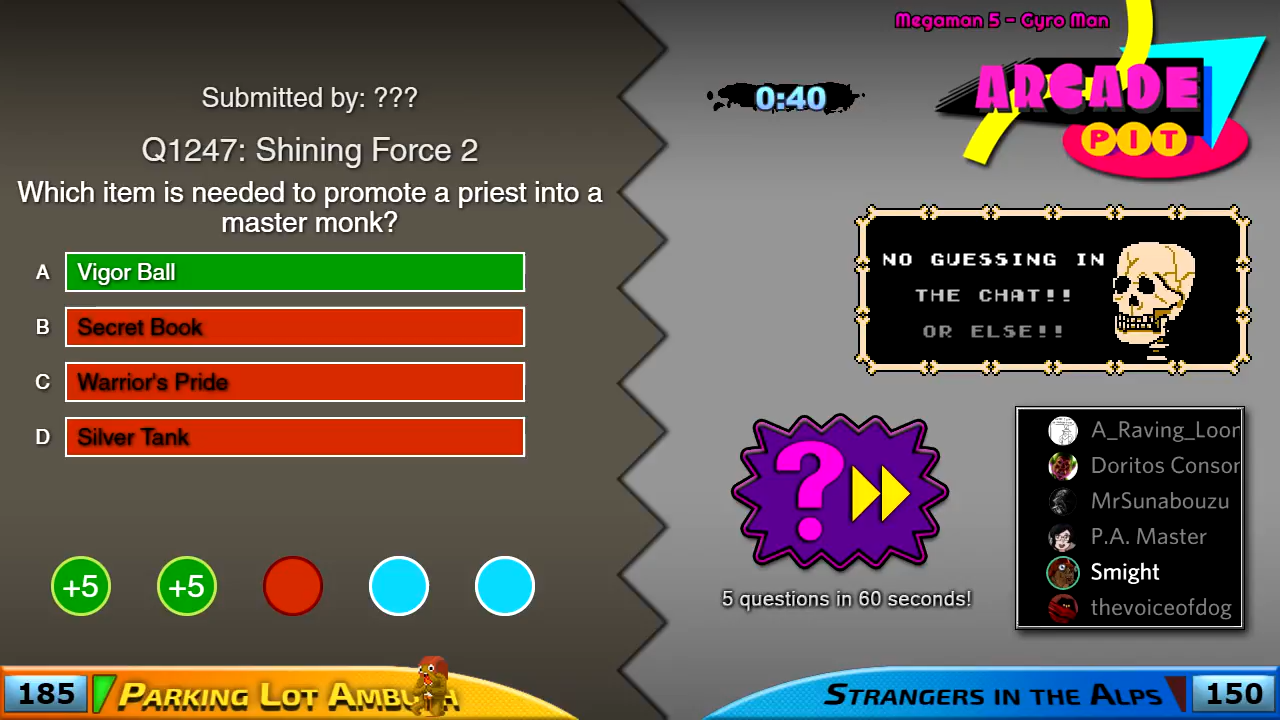 Megaman 5 - Gyro Man
ARCADE
PIT
0:40
Submitted by: ???
Q1247: Shining Force 2
Which item is needed to promote a priest into a
master monk?
A Vigor Ball
B Secret Book
C Warrior's Pride
D Silver Tank
+5 +5
NO GUESSING IN
THE CHAT!!
OR ELSE!!
?
5 questions in 60 seconds!
A_Raving_Loon
Doritos Consor
MrSunabouzu
P.A. Master
Smight
thevoiceofdog
185 PARKING LOT AMBUSH
STRANGERS IN THE ALPS 150